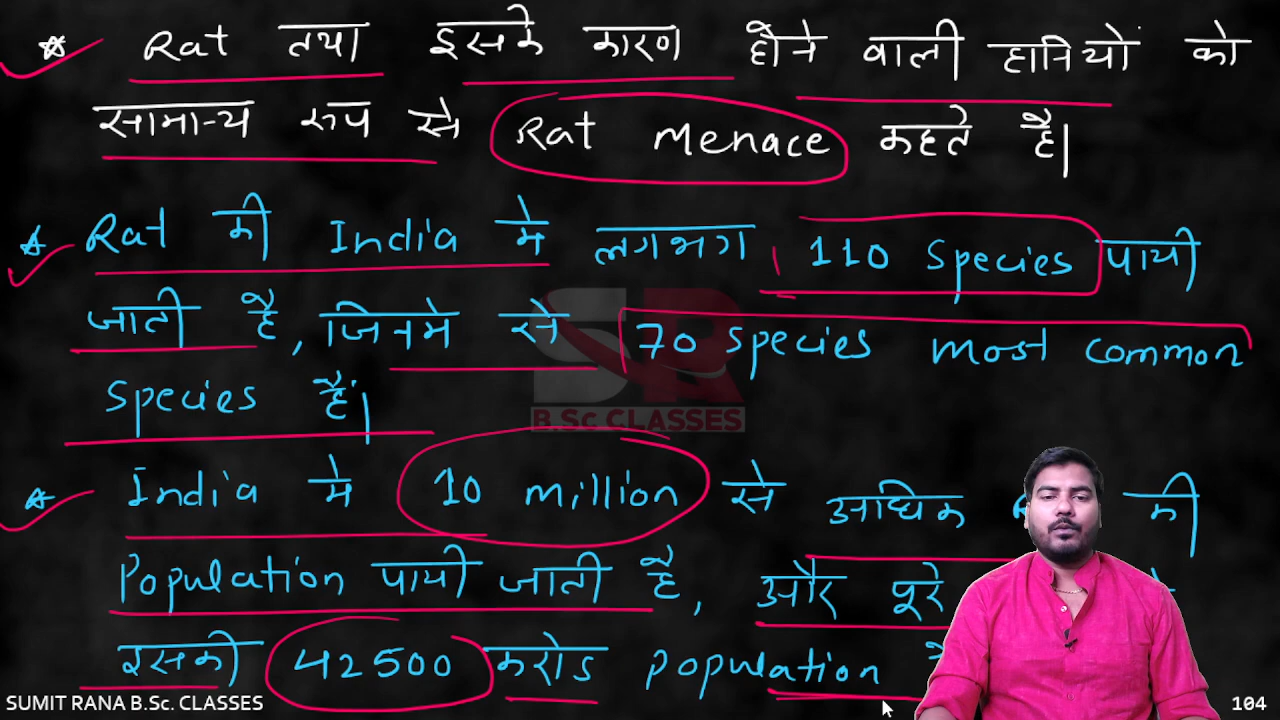 Rat तथा इसके कारण होने वाली हानियों को
सामान्य रुप से Rat Menace कहते है।
Rat की India मे लगभग 110 Species पायी
जाती है, जिनमे से 70 species most common
Species हैं।
India मे 10 million से अधिक की
Population पायी जाती है, और पूरे
इसकी 42500 करोड population
SR
B.Sc CLASSES
SUMIT RANA B.Sc. CLASSES
104